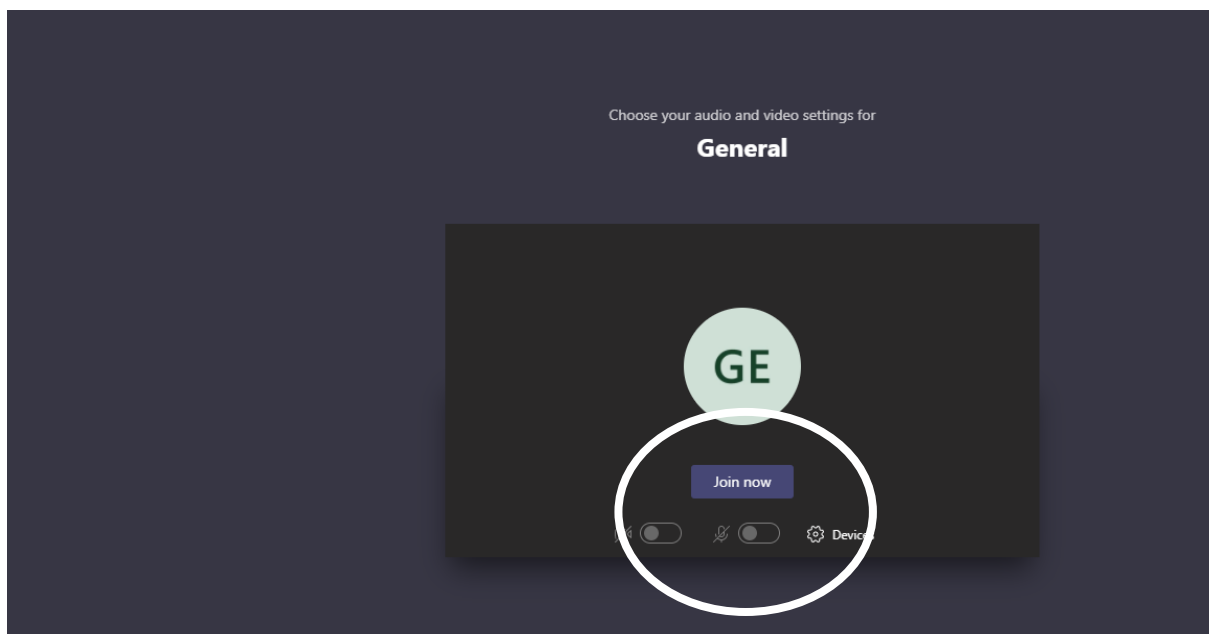 Choose your audio and video settings for
General
GE
Join now
Devices